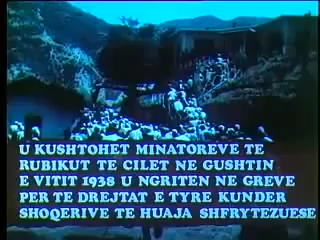 U KUSHTOHET MINATOREVE TE
RUBIKUT TE CILET NE GUSHTIN
E VITIT 1938 U NGRITEN NE GREVE
PER TE DREJTAT E TYRE KUNDER
SHOQERIVE TE HUAJA SHFRYTEZUESE